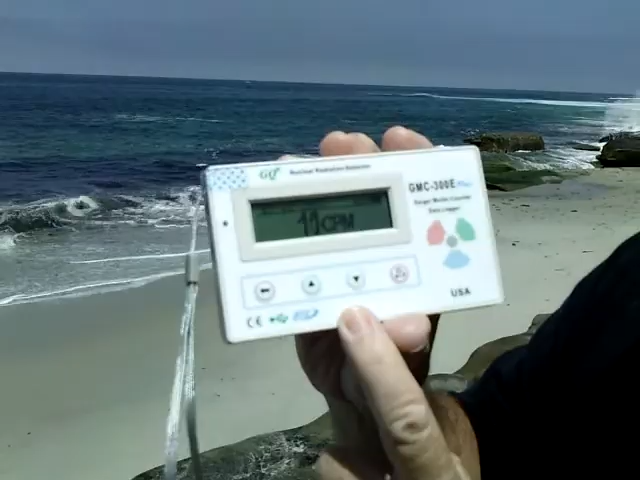 GQ Nuclear Radiation Detector
GMC-300E Plus
Geiger Muller Counter
Data Logger
CPM
CE
USA